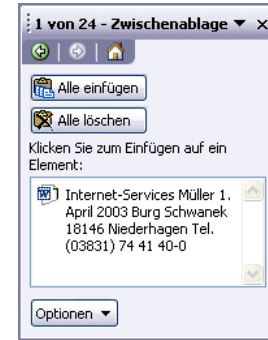 1 von 24 - Zwischenablage
Alle einfügen
Alle löschen
Klicken Sie zum Einfügen auf ein
Element:
Internet-Services Müller 1.
April 2003 Burg Schwanek
18146 Niederhagen Tel.
(03831) 74 41 40-0
Optionen